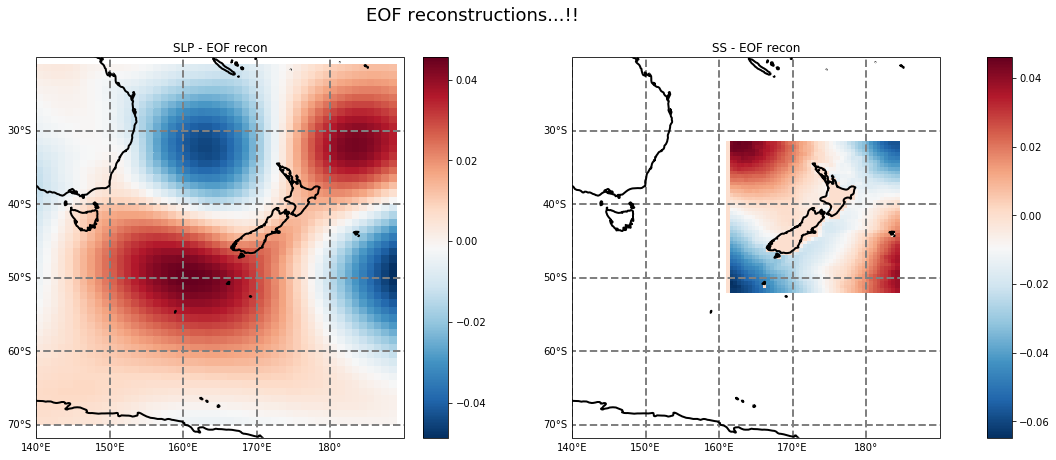 EOF reconstructions...!!
SLP - EOF recon
30°S
40°S
50°S
60°S
70°S
140°E
150°E
160°E
170°E
180°
0.04
0.02
0.00
−0.02
−0.04
SS - EOF recon
30°S
40°S
50°S
60°S
70°S
140°E
150°E
160°E
170°E
180°
0.04
0.02
0.00
−0.02
−0.04
−0.06